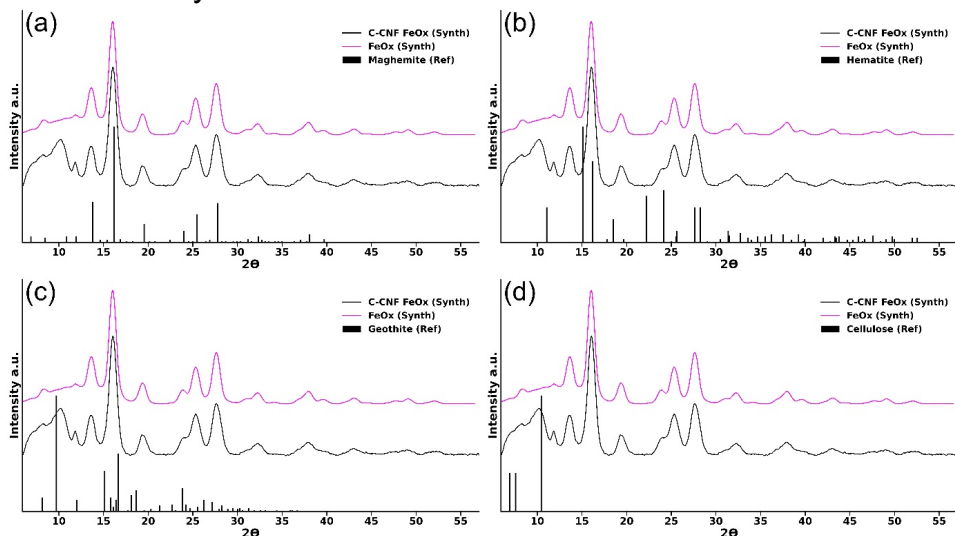 (a)
C-CNF FeOx (Synth)
FeOx (Synth)
Maghemite (Ref)
Intensity a.u.
10 15 20 25 30 35 40 45 50 55
2Θ
(b)
C-CNF FeOx (Synth)
FeOx (Synth)
Hematite (Ref)
Intensity a.u.
10 15 20 25 30 35 40 45 50 55
2Θ
(c)
C-CNF FeOx (Synth)
FeOx (Synth)
Geothite (Ref)
Intensity a.u.
10 15 20 25 30 35 40 45 50 55
2Θ
(d)
C-CNF FeOx (Synth)
FeOx (Synth)
Cellulose (Ref)
Intensity a.u.
10 15 20 25 30 35 40 45 50 55
2Θ